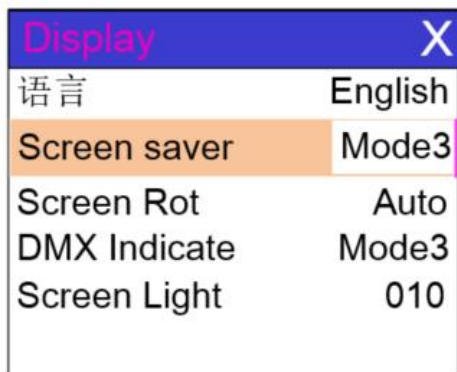 Display X
语言 English
Screen saver Mode3
Screen Rot Auto
DMX Indicate Mode3
Screen Light 010